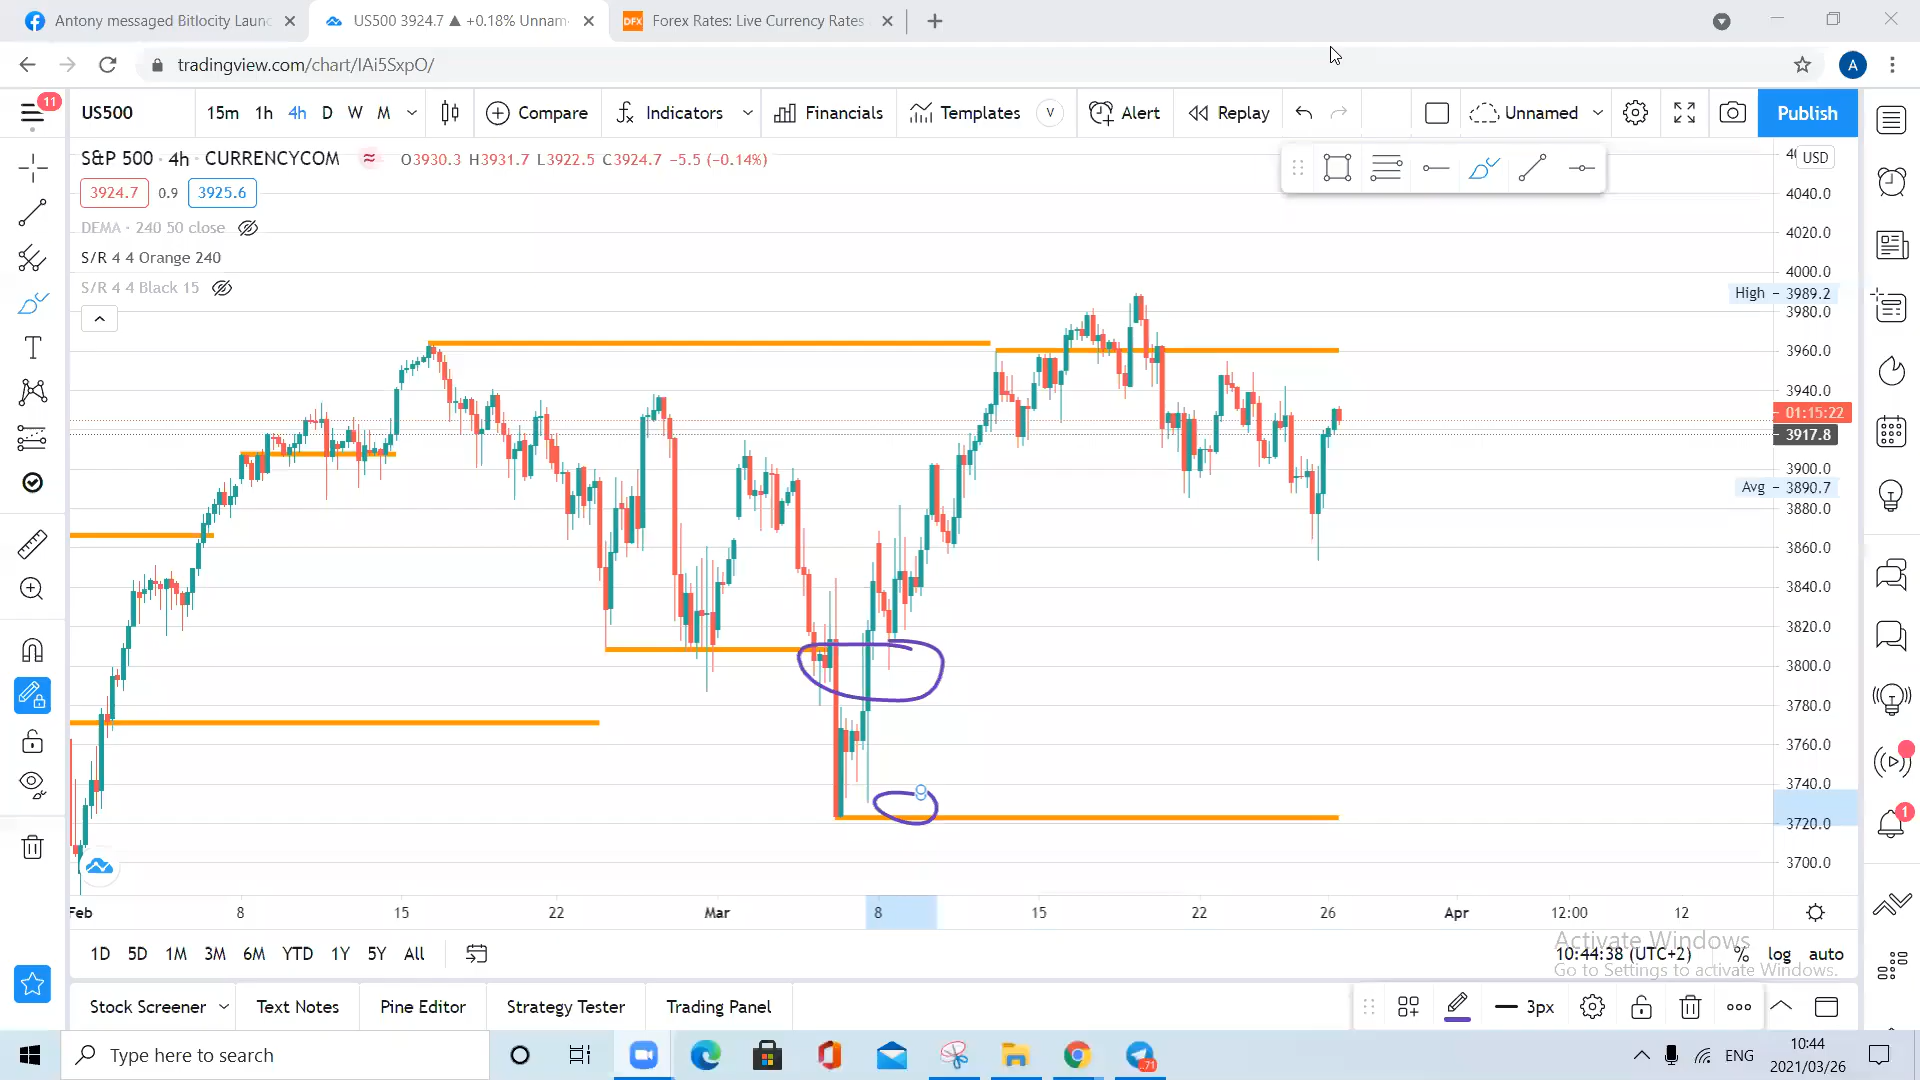 Antony messaged Bitlocity Laun
US500 3924.7 ▲ +0.18% Unnam
DFX Forex Rates: Live Currency Rates
tradingview.com/chart/IAi5SxpO/
A
11
US500 15m 1h 4h D W M Compare Indicators Financials Templates V Alert Replay Unnamed Publish
S&P 500 · 4h · CURRENCYCOM ≈ O3930.3 H3931.7 L3922.5 C3924.7 −5.5 (−0.14%)
3924.7 0.9 3925.6
DEMA · 240 50 close
S/R 4 4 Orange 240
S/R 4 4 Black 15
USD
4040.0
4020.0
4000.0
High - 3989.2
3980.0
3960.0
3940.0
01:15:22
3917.8
3900.0
Avg - 3890.7
3880.0
3860.0
3840.0
3820.0
3800.0
3780.0
3760.0
3740.0
3720.0
3700.0
1
Feb 8 15 22 Mar 8 15 22 26 Apr 12:00 12
1D 5D 1M 3M 6M YTD 1Y 5Y All
10:44:38 (UTC+2) % log auto
Activate Windows
Go to Settings to activate Windows.
Stock Screener Text Notes Pine Editor Strategy Tester Trading Panel
3px
Type here to search
71
ENG
10:44
2021/03/26